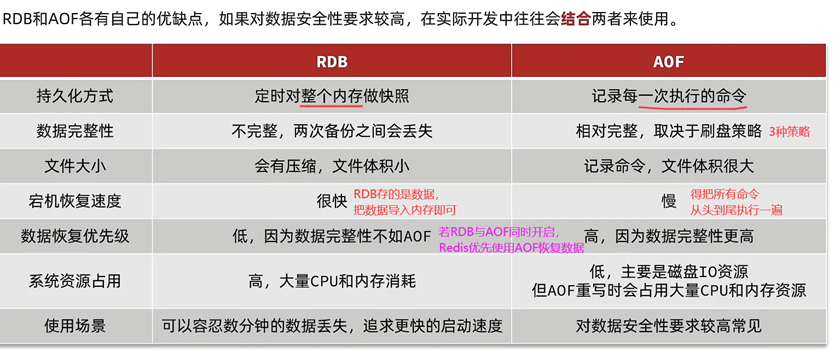 RDB和AOF各有自己的优缺点，如果对数据安全性要求较高，在实际开发中往往会结合两者来使用。
RDB AOF
持久化方式 定时对整个内存做快照 记录每一次执行的命令
数据完整性 不完整，两次备份之间会丢失 相对完整，取决于刷盘策略 3种策略
文件大小 会有压缩，文件体积小 记录命令，文件体积很大
宕机恢复速度 很快 RDB存的是数据，
把数据导入内存即可
慢 得把所有命令
从头到尾执行一遍
数据恢复优先级 低，因为数据完整性不如AOF 若RDB与AOF同时开启，
Redis优先使用AOF恢复数据
高，因为数据完整性更高
系统资源占用 高，大量CPU和内存消耗 低，主要是磁盘IO资源
但AOF重写时会占用大量CPU和内存资源
使用场景 可以容忍数分钟的数据丢失，追求更快的启动速度 对数据安全性要求较高常见